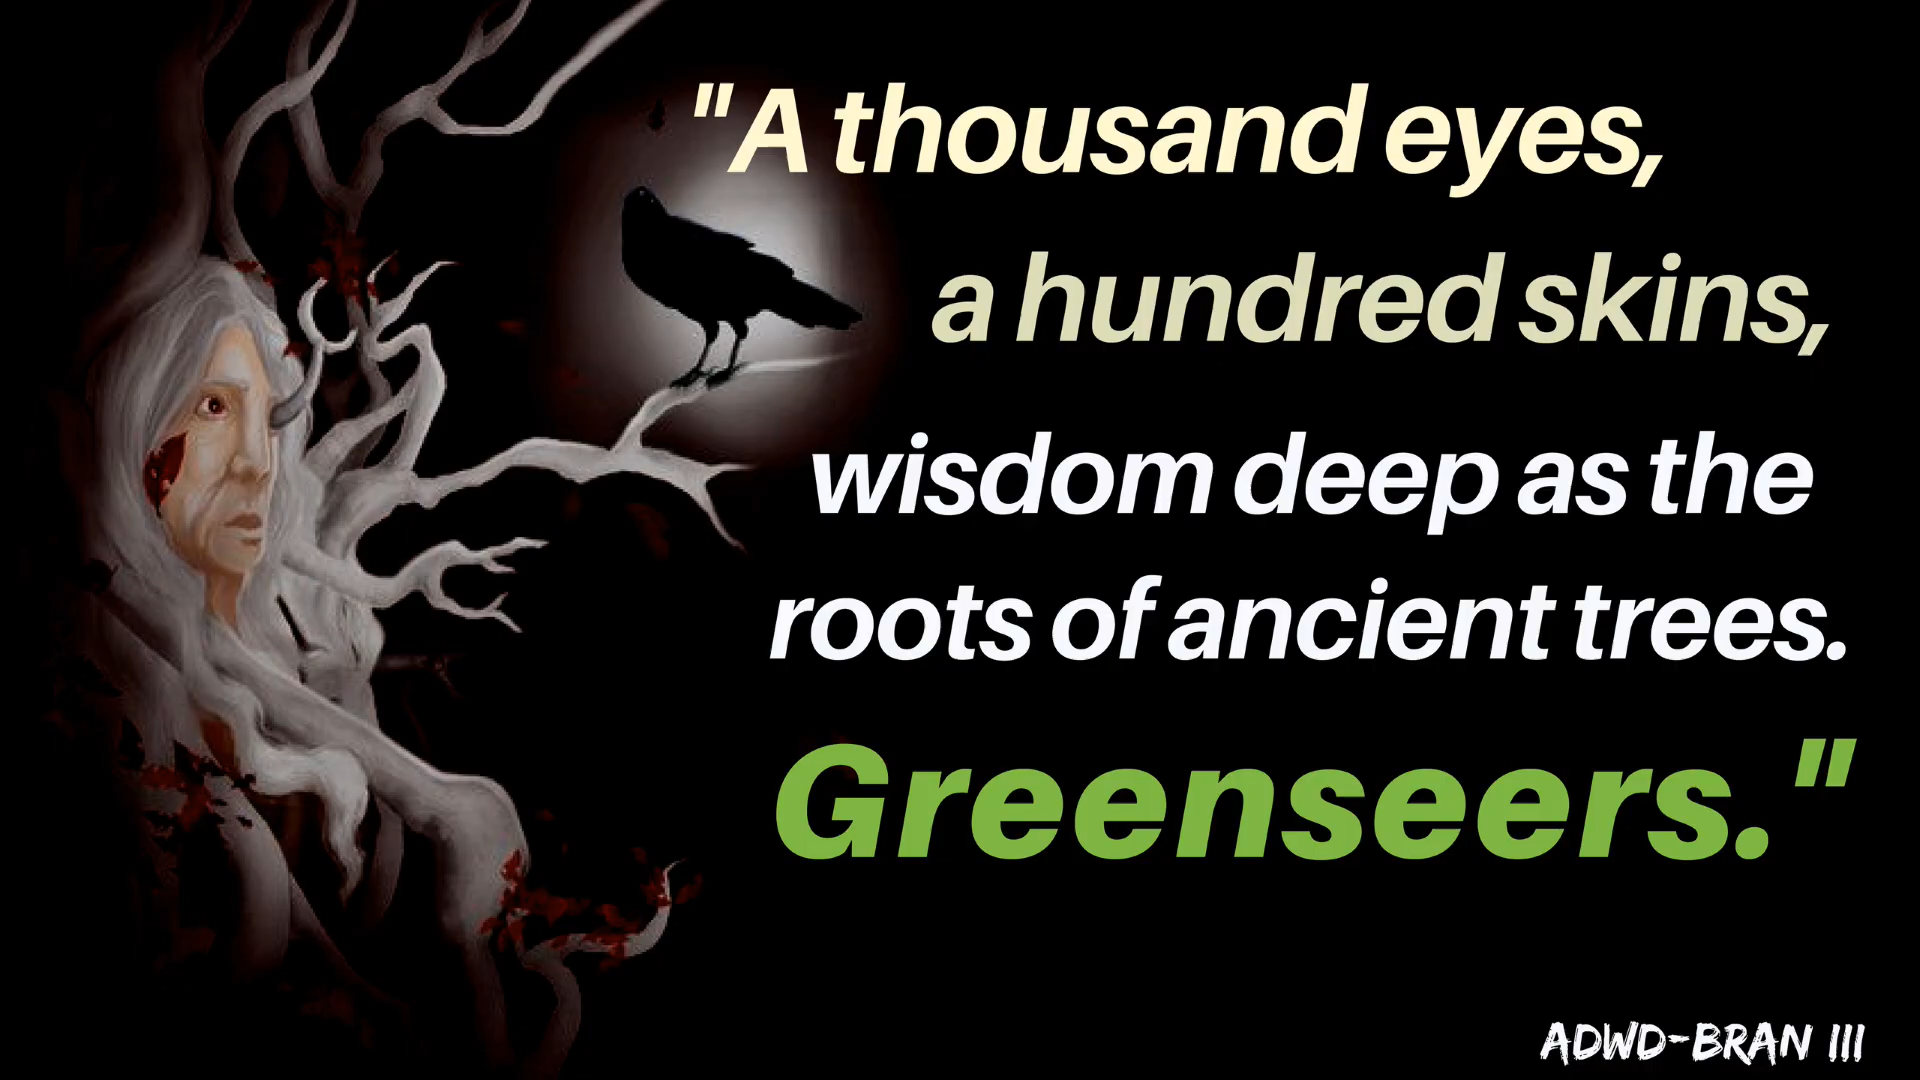 "A thousand eyes,
a hundred skins,
wisdom deep as the
roots of ancient trees.
Greenseers."
ADWD-BRAN III